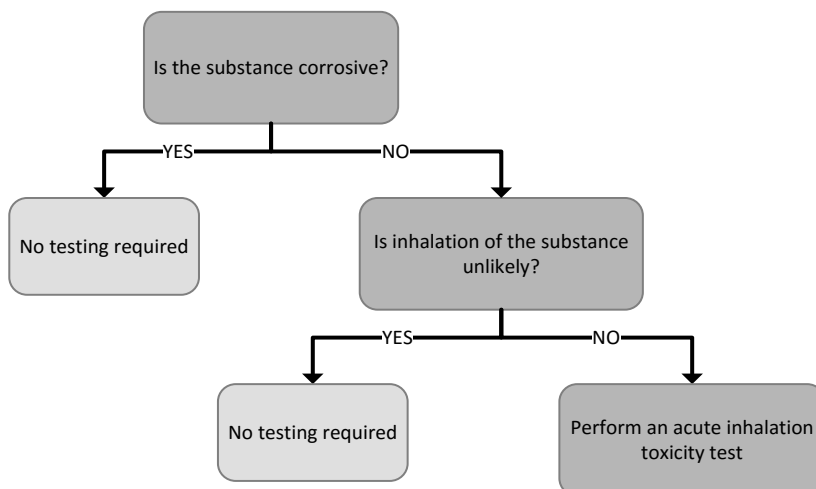 Is the substance corrosive?
YES
NO
No testing required
Is inhalation of the substance
unlikely?
YES
NO
No testing required
Perform an acute inhalation
toxicity test